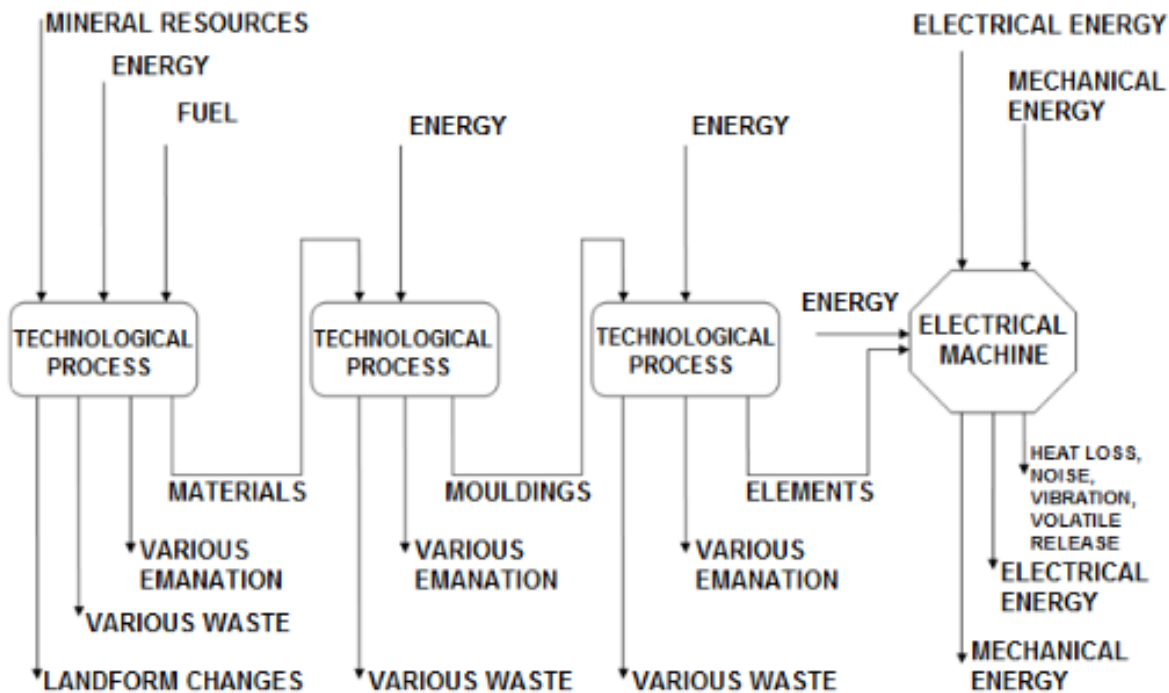 MINERAL RESOURCES
ELECTRICAL ENERGY
ENERGY
MECHANICAL
ENERGY
FUEL
ENERGY
ENERGY
TECHNOLOGICAL
PROCESS
TECHNOLOGICAL
PROCESS
TECHNOLOGICAL
PROCESS
ENERGY
ELECTRICAL
MACHINE
MATERIALS
MOULDINGS
ELEMENTS
HEAT LOSS,
NOISE,
VIBRATION,
VOLATILE
RELEASE
VARIOUS
EMANATION
VARIOUS
EMANATION
VARIOUS
EMANATION
ELECTRICAL
ENERGY
VARIOUS WASTE
LANDFORM CHANGES
VARIOUS WASTE
VARIOUS WASTE
MECHANICAL
ENERGY